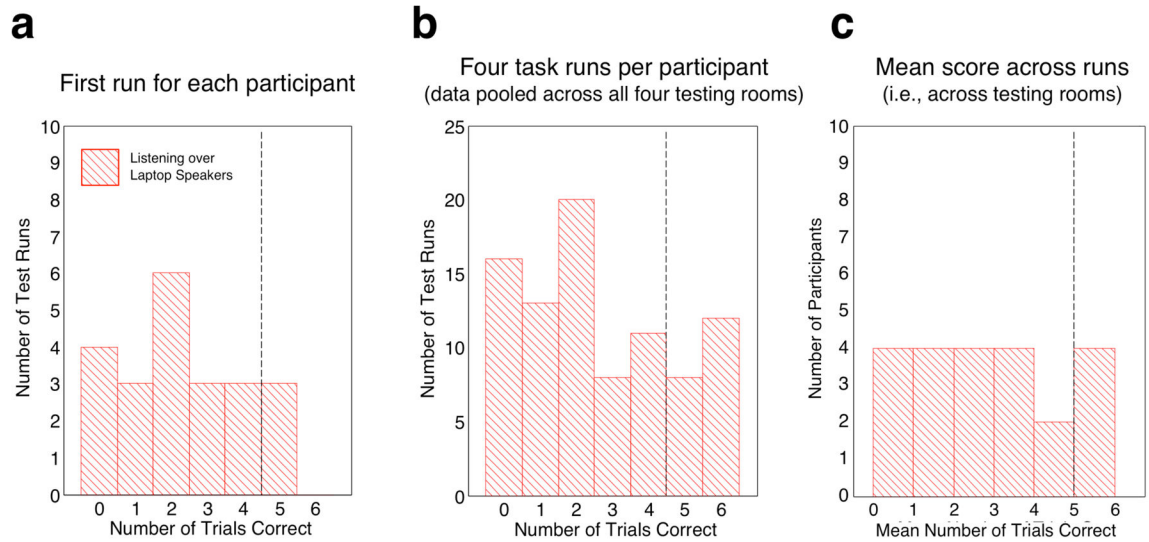 a
First run for each participant
10
9
8
7
6
5
4
3
2
1
0
Number of Test Runs
Listening over
Laptop Speakers
0 1 2 3 4 5 6
Number of Trials Correct
b
Four task runs per participant
(data pooled across all four testing rooms)
25
20
15
10
5
0
Number of Test Runs
0 1 2 3 4 5 6
Number of Trials Correct
c
Mean score across runs
(i.e., across testing rooms)
10
9
8
7
6
5
4
3
2
1
0
Number of Participants
0 1 2 3 4 5 6
Mean Number of Trials Correct